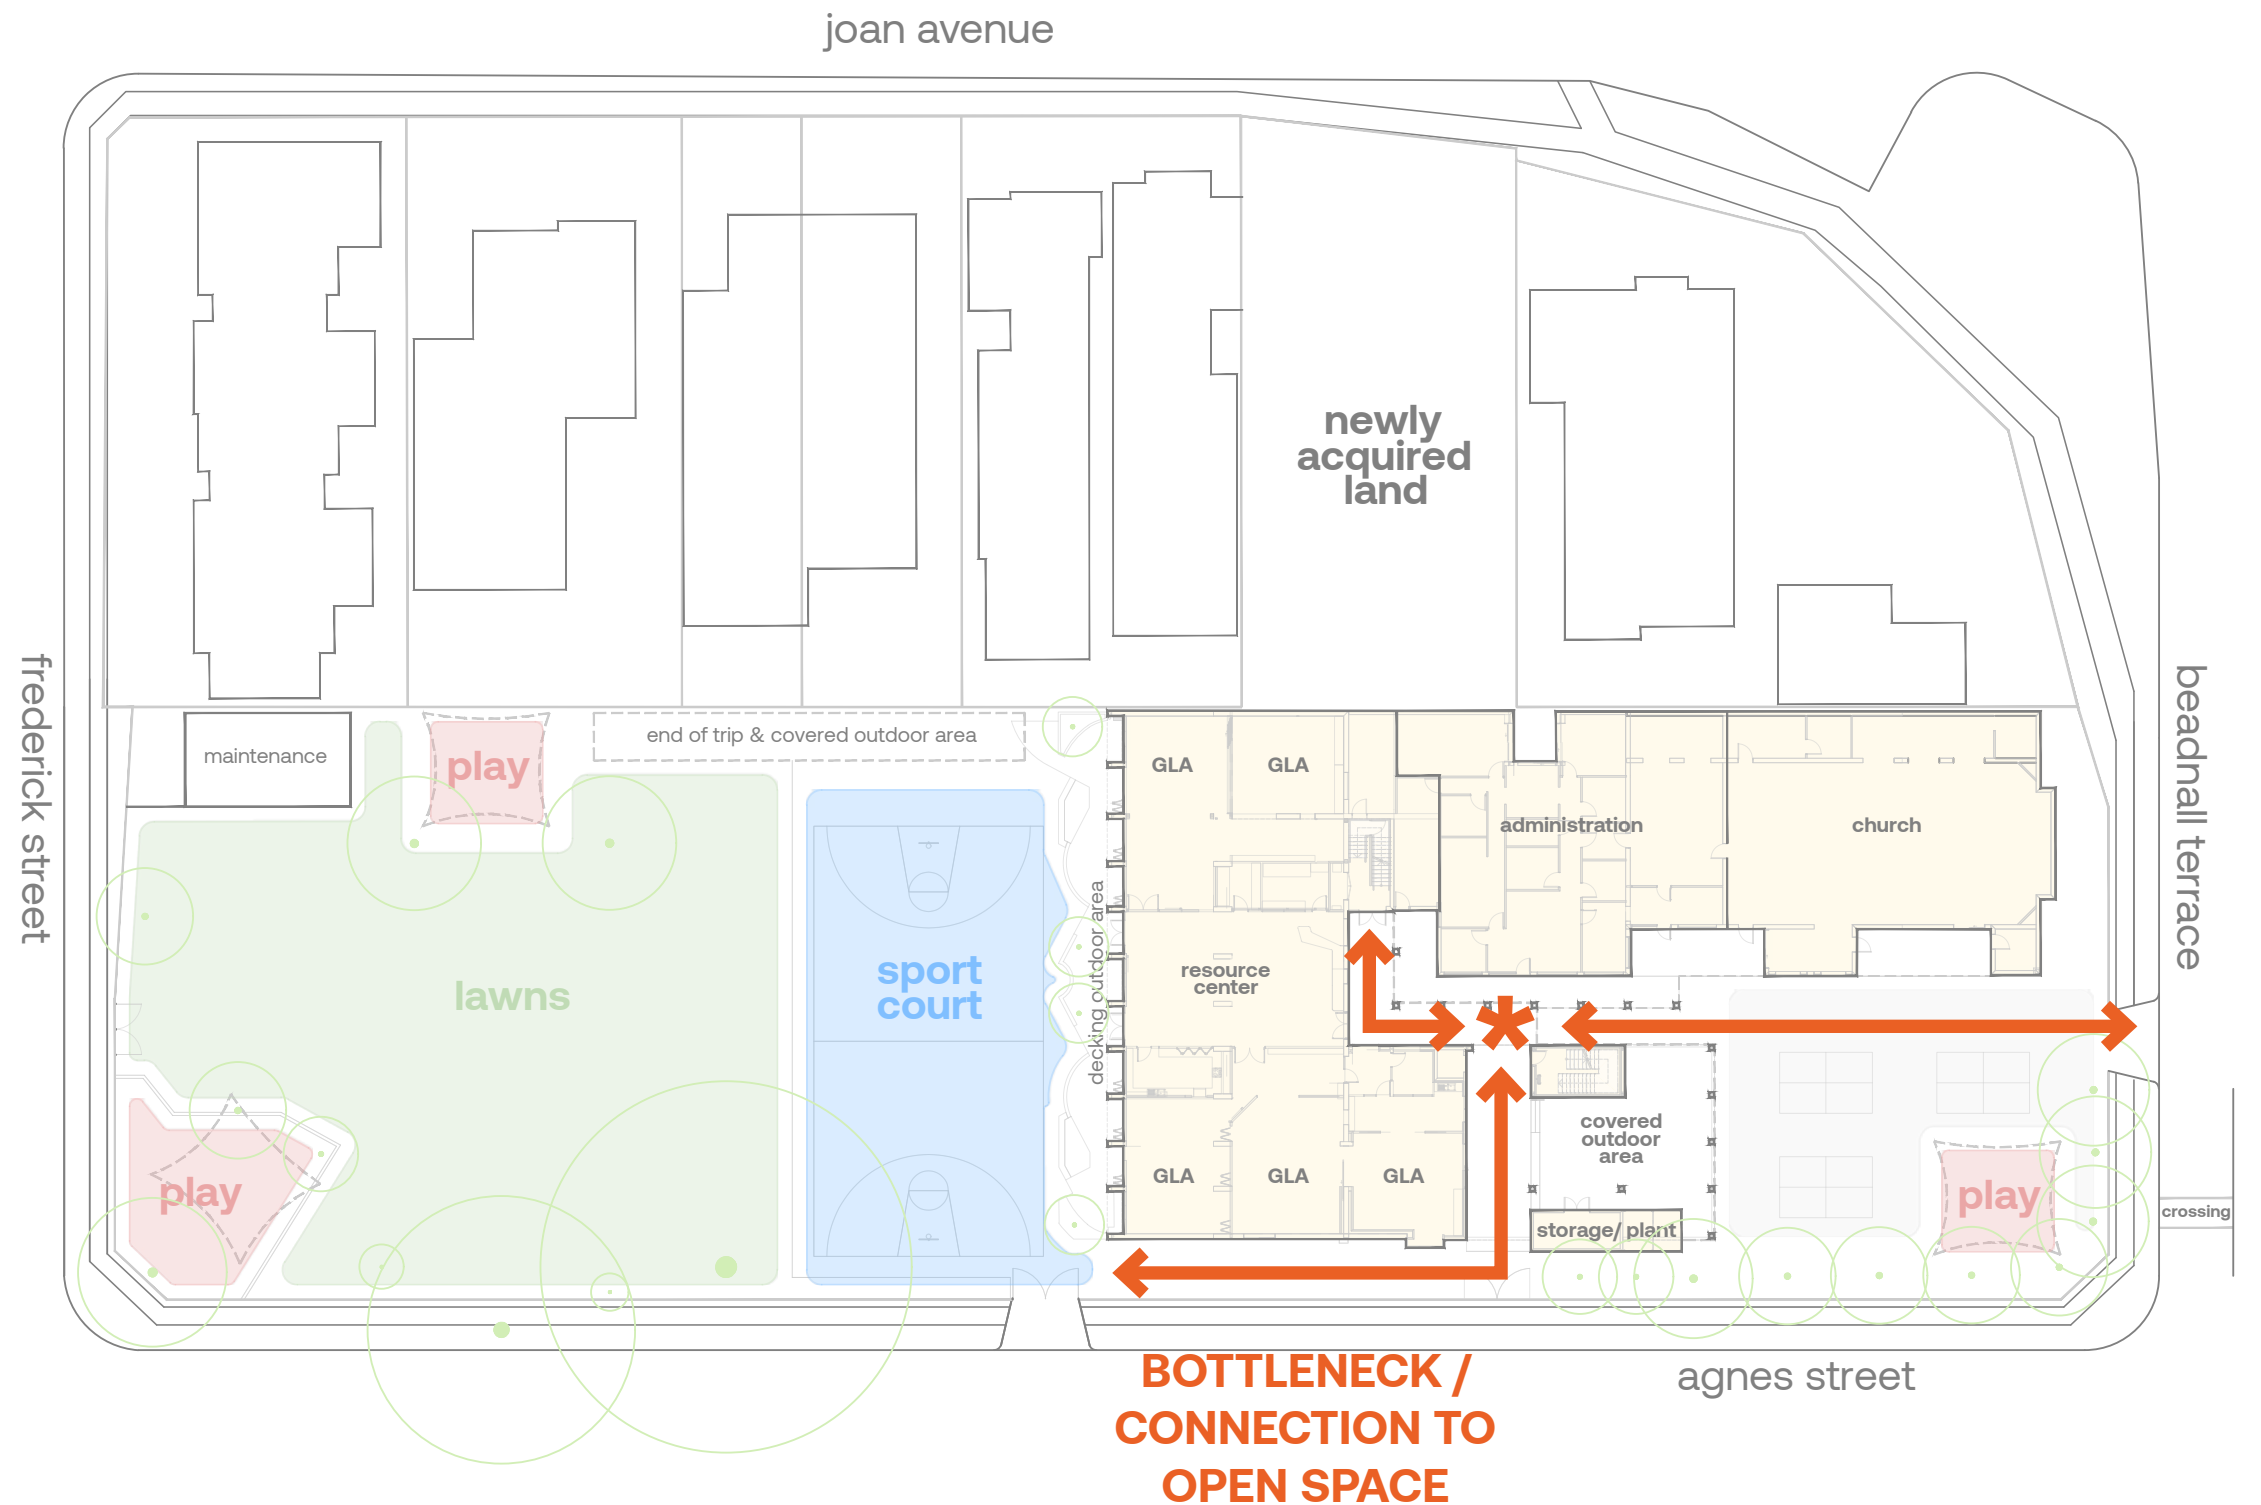 joan avenue
newly
acquired
land
frederick street
beadnall terrace
maintenance
play
end of trip & covered outdoor area
GLA
GLA
administration
church
lawns
sport
court
decking outdoor area
resource
center
covered
outdoor
area
play
GLA
GLA
GLA
storage/ plant
play
crossing
BOTTLENECK /
CONNECTION TO
OPEN SPACE
agnes street